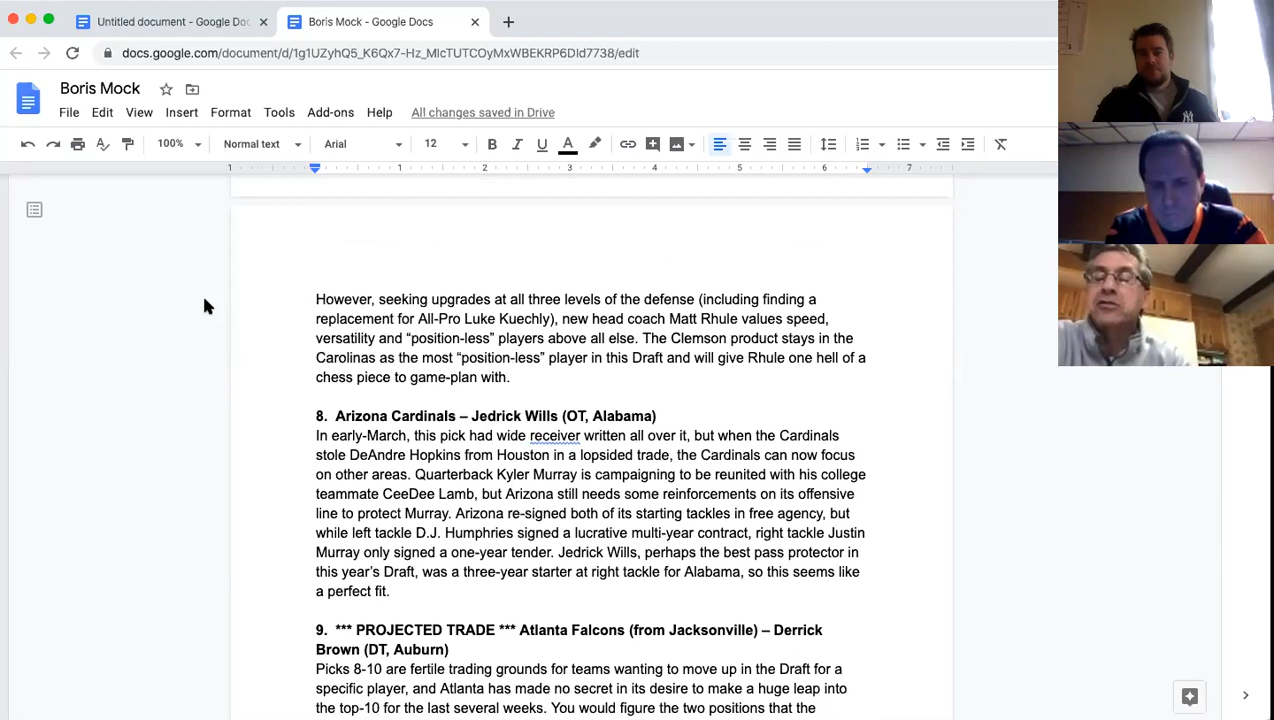 Untitled document - Google Doc
Boris Mock - Google Docs
docs.google.com/document/d/1g1UZyhQ5_K6Qx7-Hz_MIcTUTCOyMxWBEKRP6DId7738/edit
Boris Mock
File Edit View Insert Format Tools Add-ons Help All changes saved in Drive
100% Normal text Arial 12 B I U A
1 1 2 3 4 5 6 7
However, seeking upgrades at all three levels of the defense (including finding a
replacement for All-Pro Luke Kuechly), new head coach Matt Rhule values speed,
versatility and “position-less” players above all else. The Clemson product stays in the
Carolinas as the most “position-less” player in this Draft and will give Rhule one hell of a
chess piece to game-plan with.
8. Arizona Cardinals – Jedrick Wills (OT, Alabama)
In early-March, this pick had wide receiver written all over it, but when the Cardinals
stole DeAndre Hopkins from Houston in a lopsided trade, the Cardinals can now focus
on other areas. Quarterback Kyler Murray is campaigning to be reunited with his college
teammate CeeDee Lamb, but Arizona still needs some reinforcements on its offensive
line to protect Murray. Arizona re-signed both of its starting tackles in free agency, but
while left tackle D.J. Humphries signed a lucrative multi-year contract, right tackle Justin
Murray only signed a one-year tender. Jedrick Wills, perhaps the best pass protector in
this year’s Draft, was a three-year starter at right tackle for Alabama, so this seems like
a perfect fit.
9. *** PROJECTED TRADE *** Atlanta Falcons (from Jacksonville) – Derrick
Brown (DT, Auburn)
Picks 8-10 are fertile trading grounds for teams wanting to move up in the Draft for a
specific player, and Atlanta has made no secret in its desire to make a huge leap into
the top-10 for the last several weeks. You would figure the two positions that the